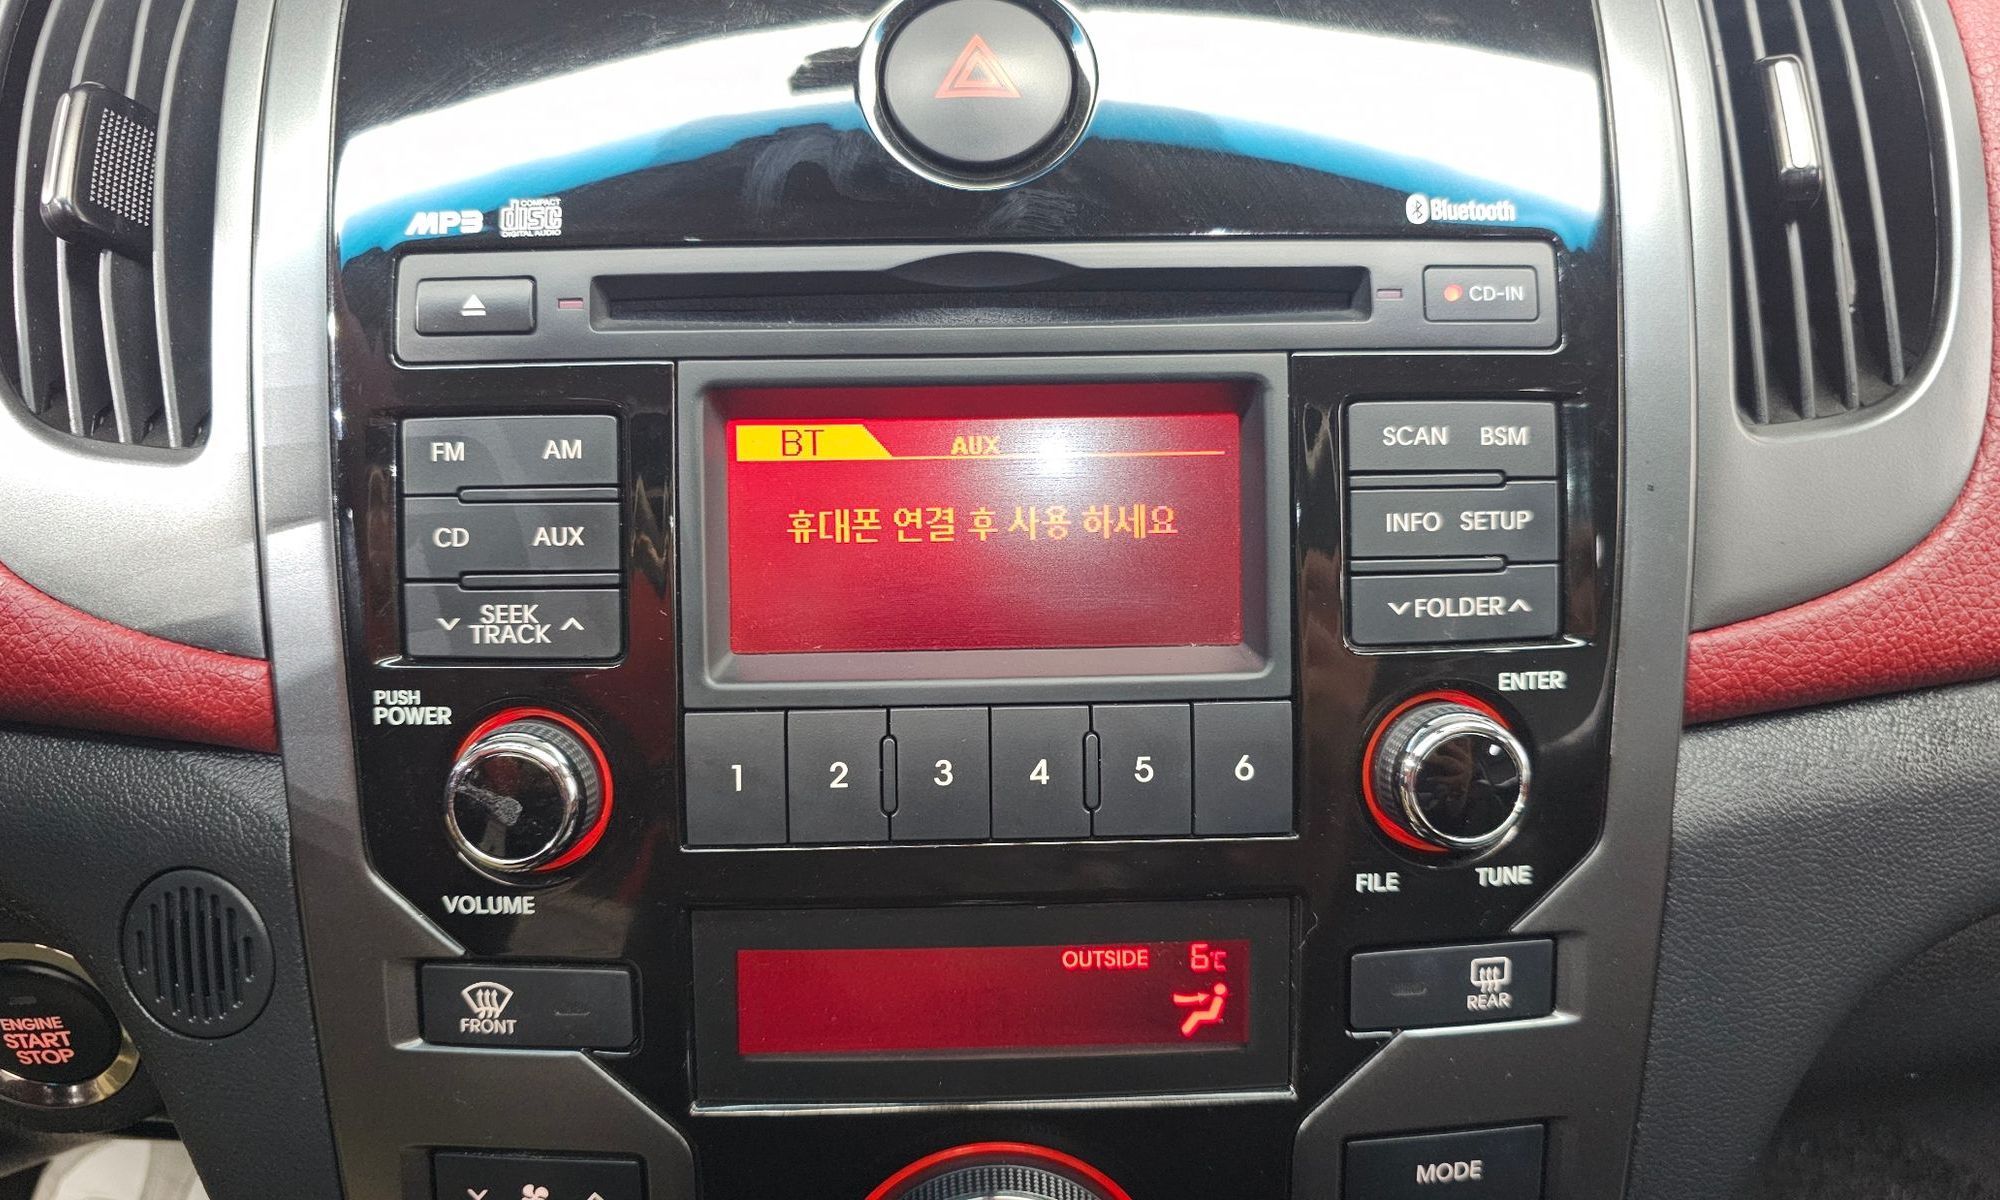 MP3 COMPACT disc DIGITAL AUDIO Bluetooth
CD-IN
FM AM
CD AUX
SEEK
TRACK
BT AUX
휴대폰 연결 후 사용 하세요
SCAN BSM
INFO SETUP
FOLDER
PUSH
POWER
VOLUME
1 2 3 4 5 6
ENTER
FILE TUNE
FRONT
OUTSIDE 6℃
REAR
ENGINE
START
STOP
MODE